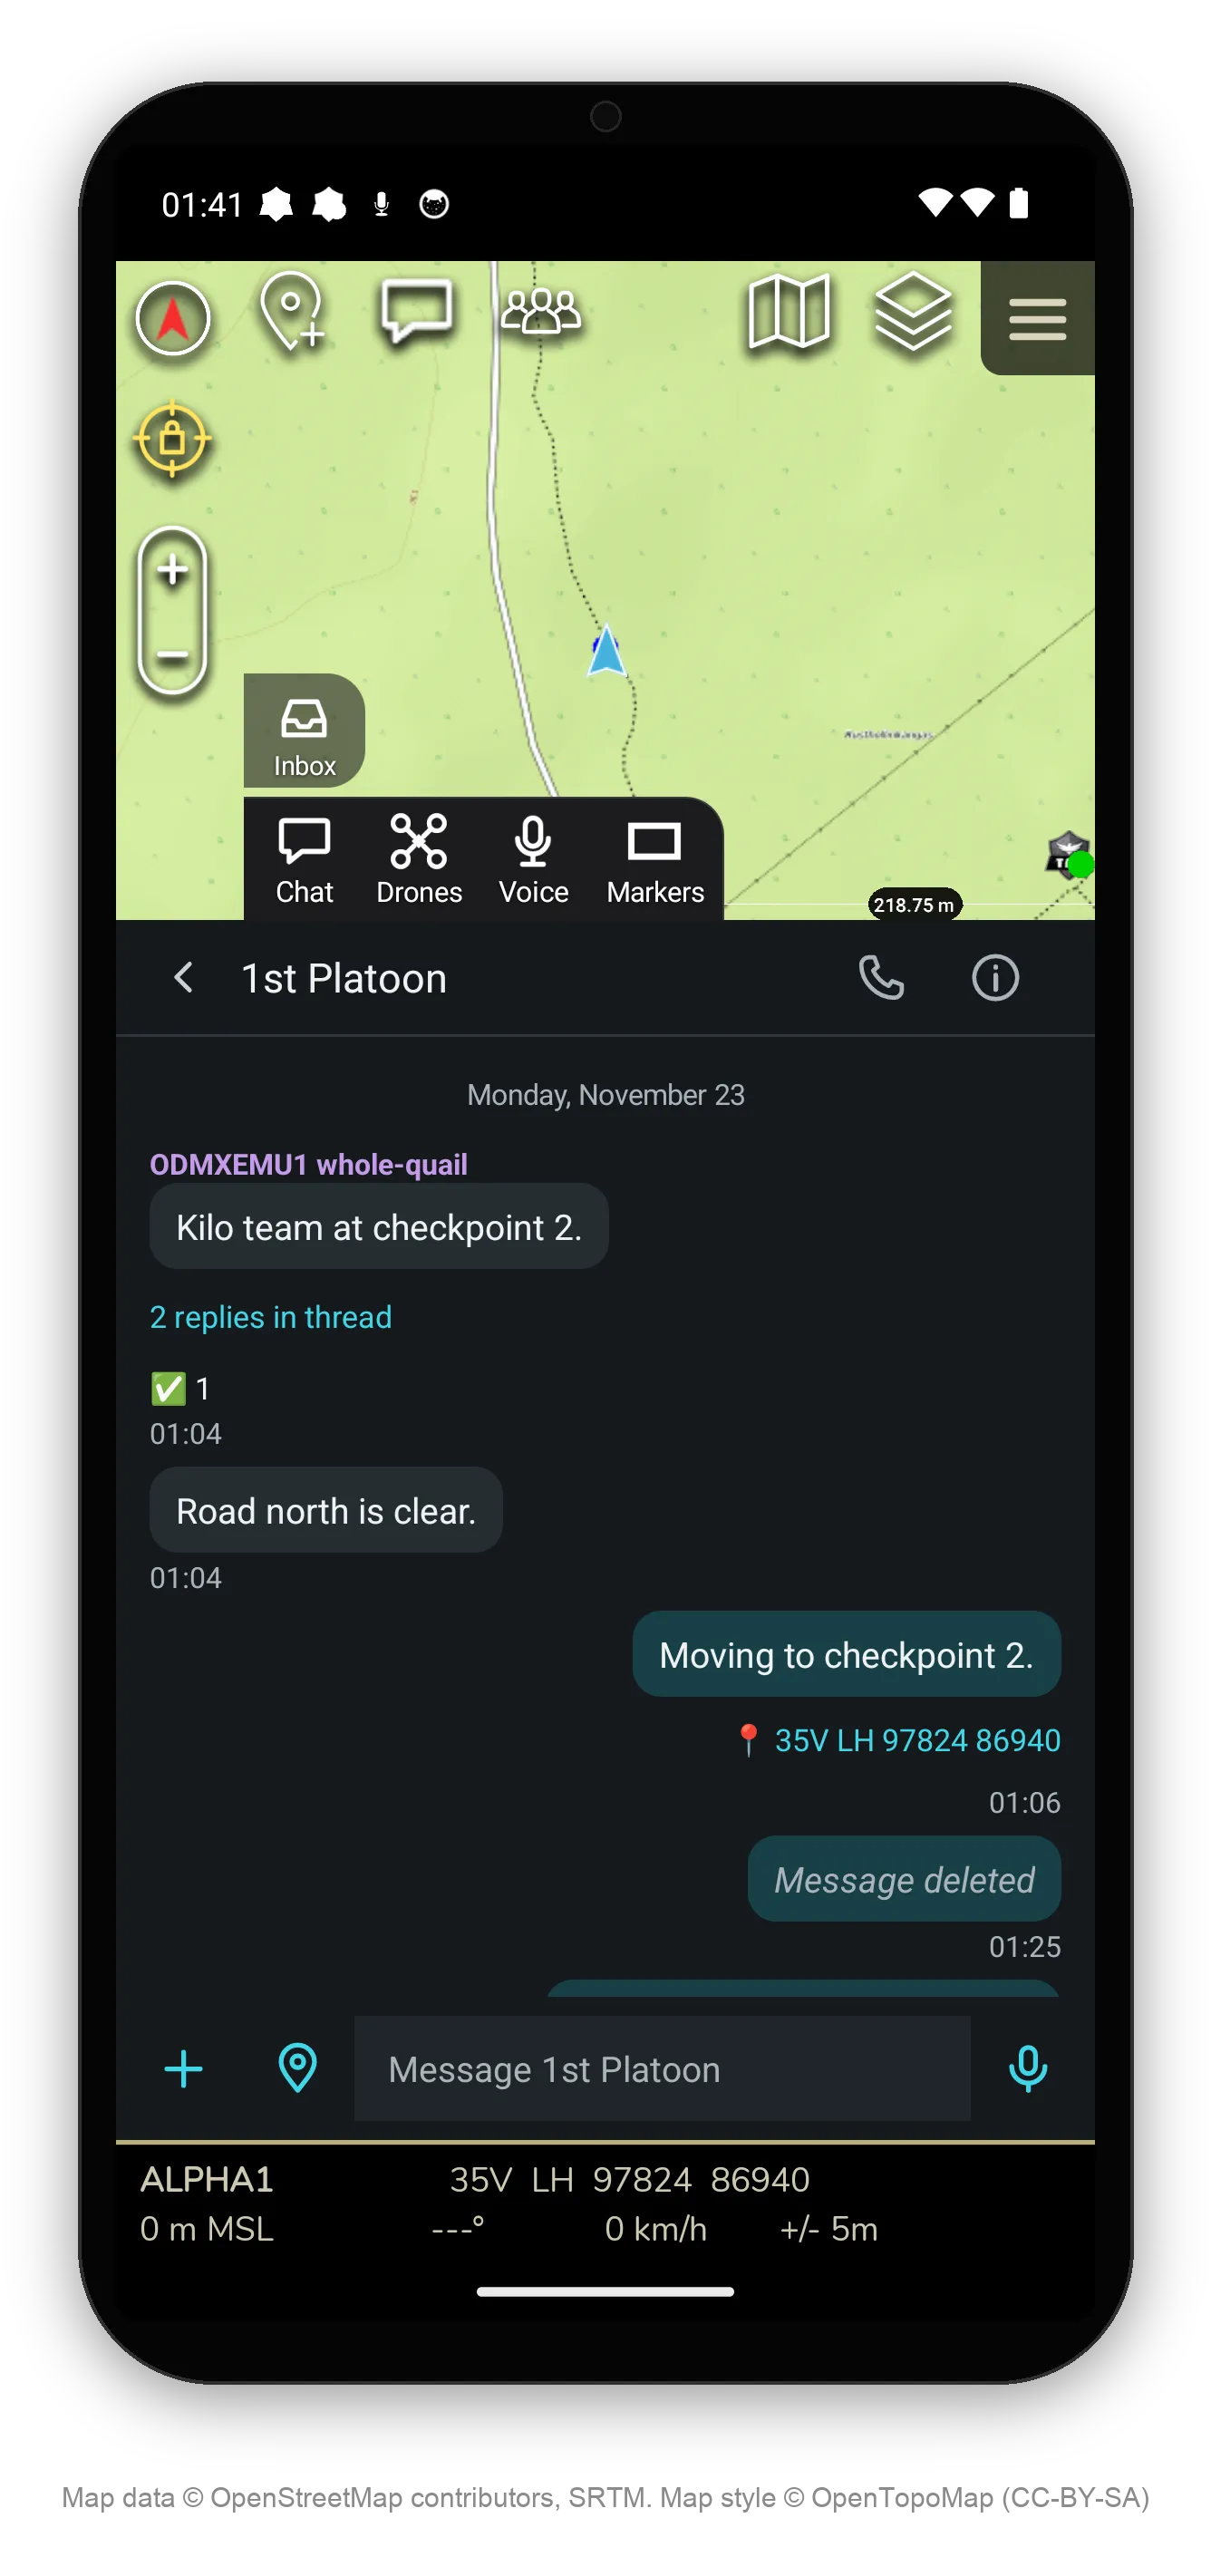 01:41
Inbox
Chat Drones Voice Markers
218.75 m
1st Platoon
Monday, November 23
ODMXEMU1 whole-quail
Kilo team at checkpoint 2.
2 replies in thread
✅ 1
01:04
Road north is clear.
01:04
Moving to checkpoint 2.
📍 35V LH 97824 86940
01:06
Message deleted
01:25
Message 1st Platoon
ALPHA1 35V LH 97824 86940
0 m MSL ---° 0 km/h +/- 5m
Map data © OpenStreetMap contributors, SRTM. Map style © OpenTopoMap (CC-BY-SA)